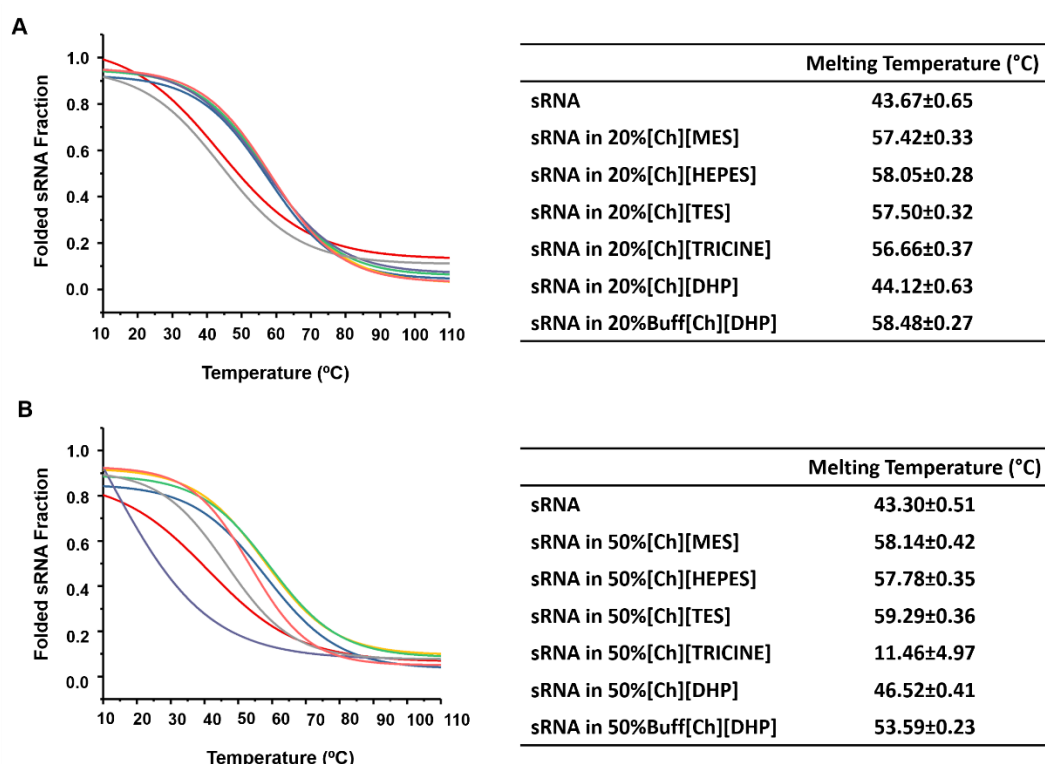 A
Folded sRNA Fraction
1.0
0.8
0.6
0.4
0.2
0.0
10 20 30 40 50 60 70 80 90 100 110
Temperature (ºC)
Melting Temperature (°C)
sRNA 43.67±0.65
sRNA in 20%[Ch][MES] 57.42±0.33
sRNA in 20%[Ch][HEPES] 58.05±0.28
sRNA in 20%[Ch][TES] 57.50±0.32
sRNA in 20%[Ch][TRICINE] 56.66±0.37
sRNA in 20%[Ch][DHP] 44.12±0.63
sRNA in 20%Buff[Ch][DHP] 58.48±0.27
B
Folded sRNA Fraction
1.0
0.8
0.6
0.4
0.2
0.0
10 20 30 40 50 60 70 80 90 100 110
Temperature (ºC)
Melting Temperature (°C)
sRNA 43.30±0.51
sRNA in 50%[Ch][MES] 58.14±0.42
sRNA in 50%[Ch][HEPES] 57.78±0.35
sRNA in 50%[Ch][TES] 59.29±0.36
sRNA in 50%[Ch][TRICINE] 11.46±4.97
sRNA in 50%[Ch][DHP] 46.52±0.41
sRNA in 50%Buff[Ch][DHP] 53.59±0.23